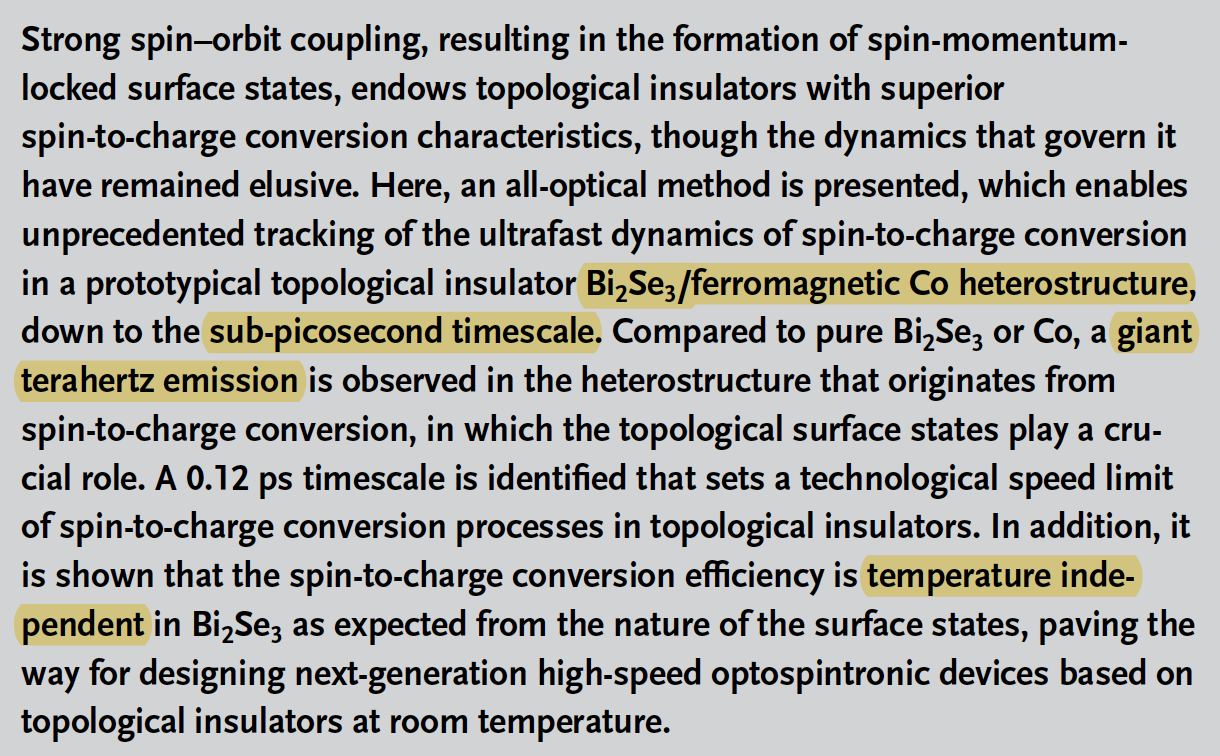 Strong spin–orbit coupling, resulting in the formation of spin-momentum-
locked surface states, endows topological insulators with superior
spin-to-charge conversion characteristics, though the dynamics that govern it
have remained elusive. Here, an all-optical method is presented, which enables
unprecedented tracking of the ultrafast dynamics of spin-to-charge conversion
in a prototypical topological insulator Bi₂Se₃/ferromagnetic Co heterostructure,
down to the sub-picosecond timescale. Compared to pure Bi₂Se₃ or Co, a giant
terahertz emission is observed in the heterostructure that originates from
spin-to-charge conversion, in which the topological surface states play a cru-
cial role. A 0.12 ps timescale is identified that sets a technological speed limit
of spin-to-charge conversion processes in topological insulators. In addition, it
is shown that the spin-to-charge conversion efficiency is temperature inde-
pendent in Bi₂Se₃ as expected from the nature of the surface states, paving the
way for designing next-generation high-speed optospintronic devices based on
topological insulators at room temperature.